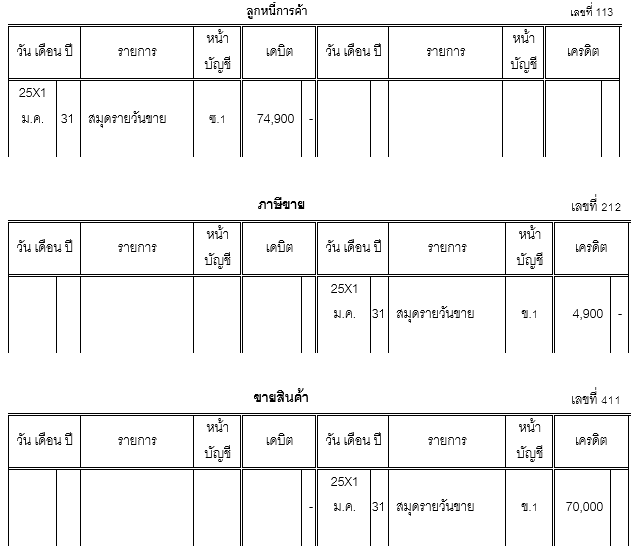 ลูกหนี้การค้า เลขที่ 113
วัน เดือน ปี รายการ หน้า บัญชี เดบิต วัน เดือน ปี รายการ หน้า บัญชี เครดิต
25X1
ม.ค. 31 สมุดรายวันขาย ข.1 74,900 -
ภาษีขาย เลขที่ 212
วัน เดือน ปี รายการ หน้า บัญชี เดบิต วัน เดือน ปี รายการ หน้า บัญชี เครดิต
25X1
ม.ค. 31 สมุดรายวันขาย ข.1 4,900 -
ขายสินค้า เลขที่ 411
วัน เดือน ปี รายการ หน้า บัญชี เดบิต วัน เดือน ปี รายการ หน้า บัญชี เครดิต
25X1
- ม.ค. 31 สมุดรายวันขาย ข.1 70,000